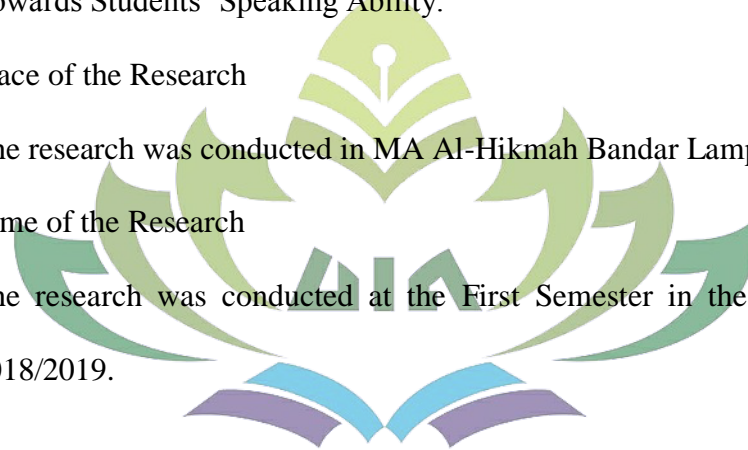 owards Students' Speaking Ability.
ace of the Research
he research was conducted in MA Al-Hikmah Bandar Lamp
me of the Research
he research was conducted at the First Semester in the
018/2019.